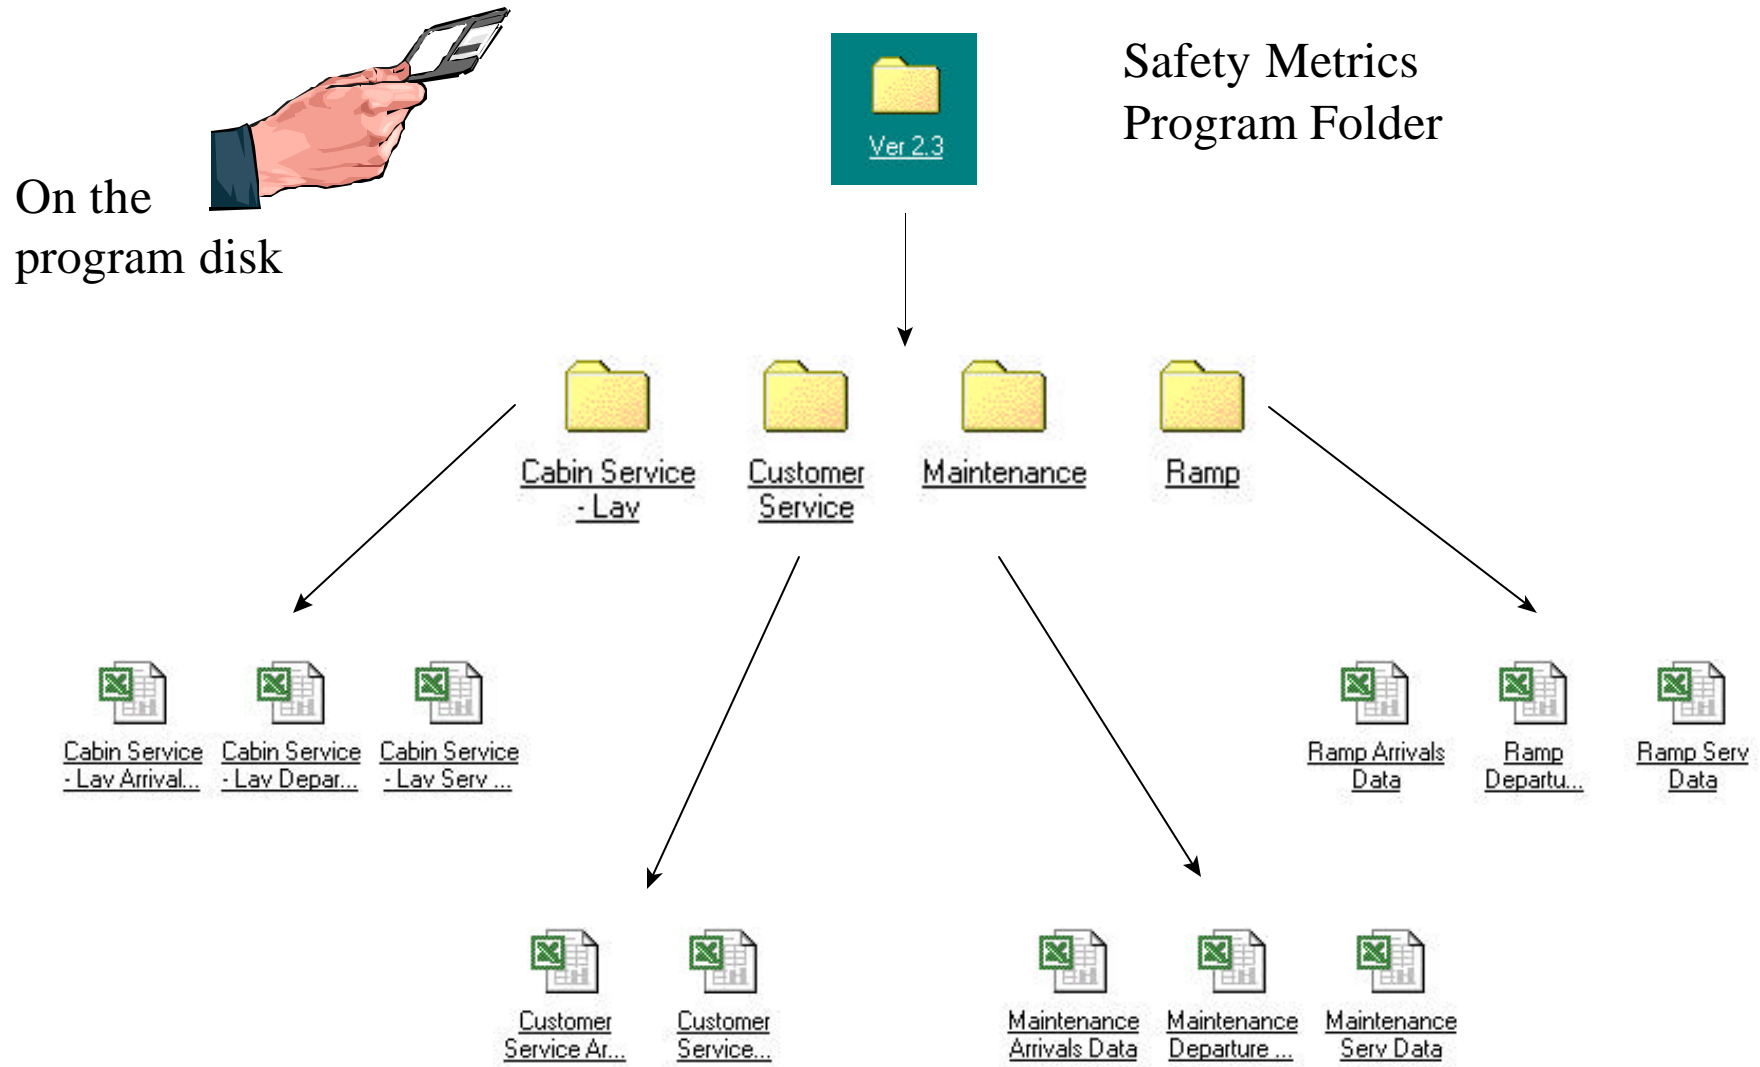 On the
program disk
Ver 2.3
Safety Metrics
Program Folder
Cabin Service
- Lav
Customer
Service
Maintenance
Ramp
Cabin Service
- Lav Arrival...
Cabin Service
- Lav Depar...
Cabin Service
- Lav Serv ...
Ramp Arrivals
Data
Ramp
Departu...
Ramp Serv
Data
Customer
Service Ar...
Customer
Service...
Maintenance
Arrivals Data
Maintenance
Departure ...
Maintenance
Serv Data